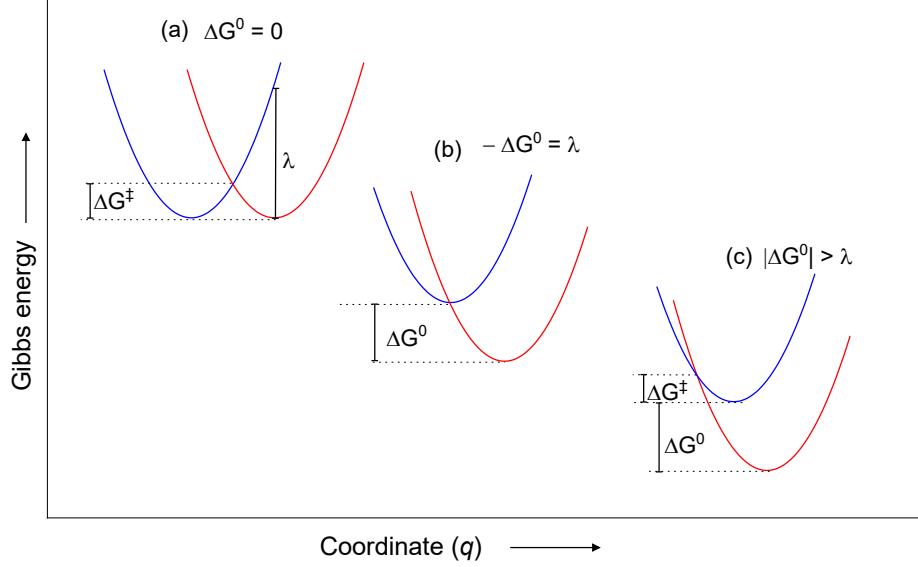 (a) ΔG⁰ = 0
λ
ΔG‡
(b) − ΔG⁰ = λ
ΔG⁰
(c) |ΔG⁰| > λ
ΔG‡
ΔG⁰
Gibbs energy
Coordinate (q)